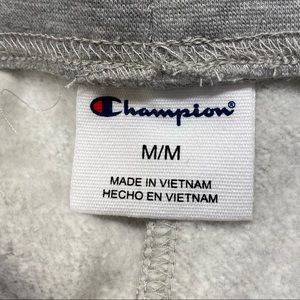 Champion®
M/M
MADE IN VIETNAM
HECHO EN VIETNAM